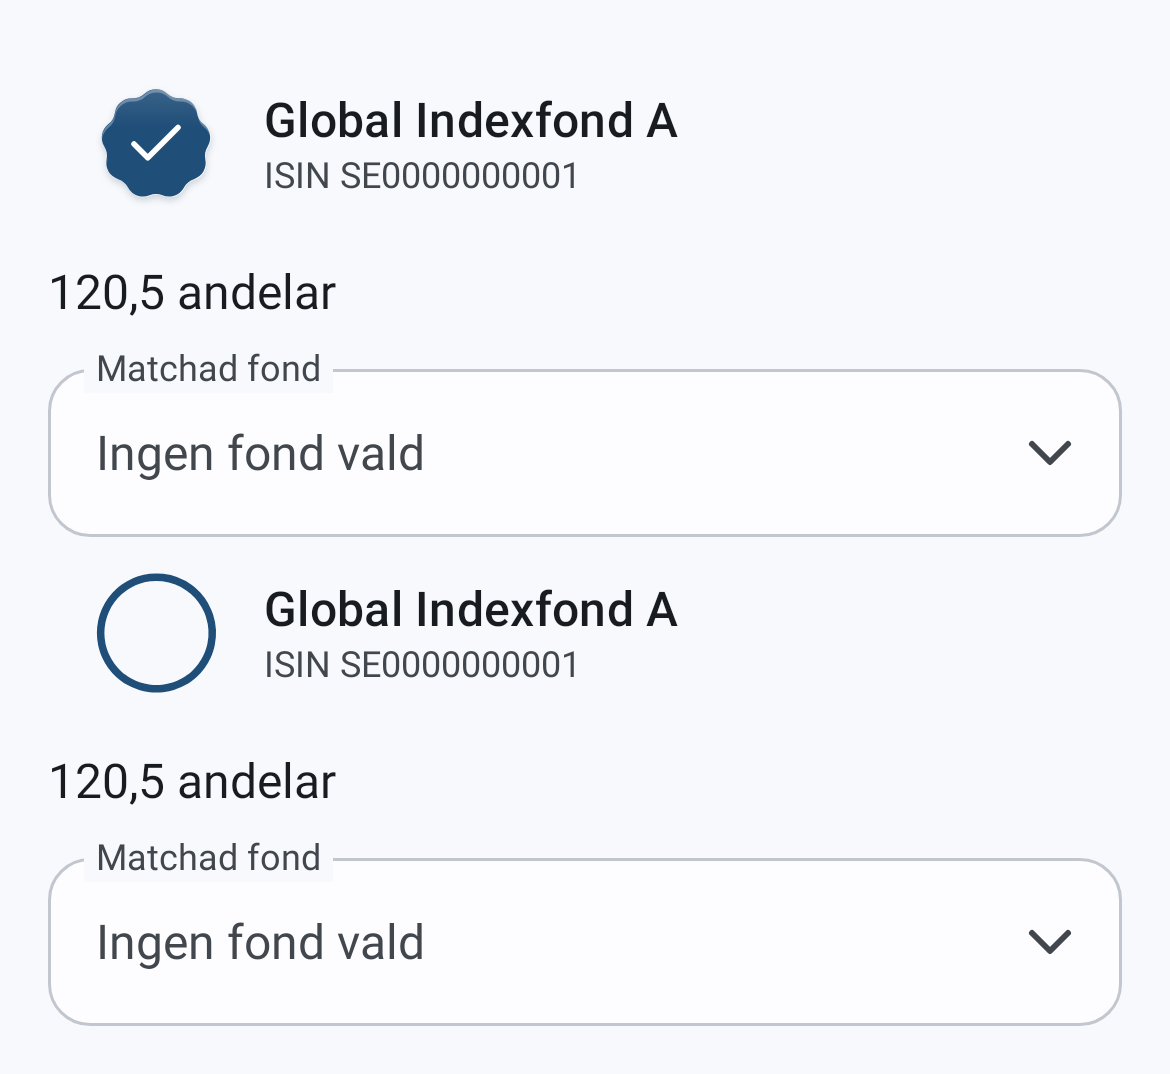 Global Indexfond A
ISIN SE0000000001
120,5 andelar
Matchad fond
Ingen fond vald
Global Indexfond A
ISIN SE0000000001
120,5 andelar
Matchad fond
Ingen fond vald